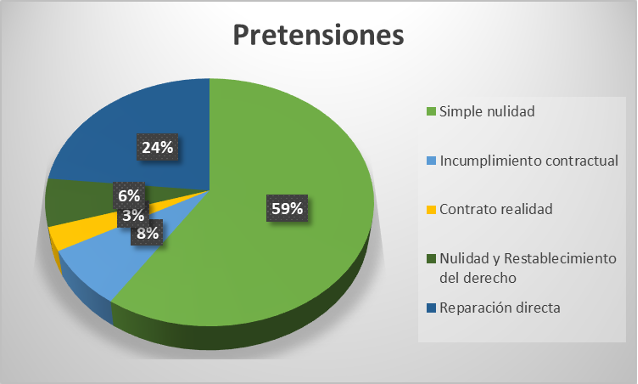 Pretensiones
24%
6%
3%
8%
59%
Simple nulidad
Incumplimiento contractual
Contrato realidad
Nulidad y Restablecimiento
del derecho
Reparación directa